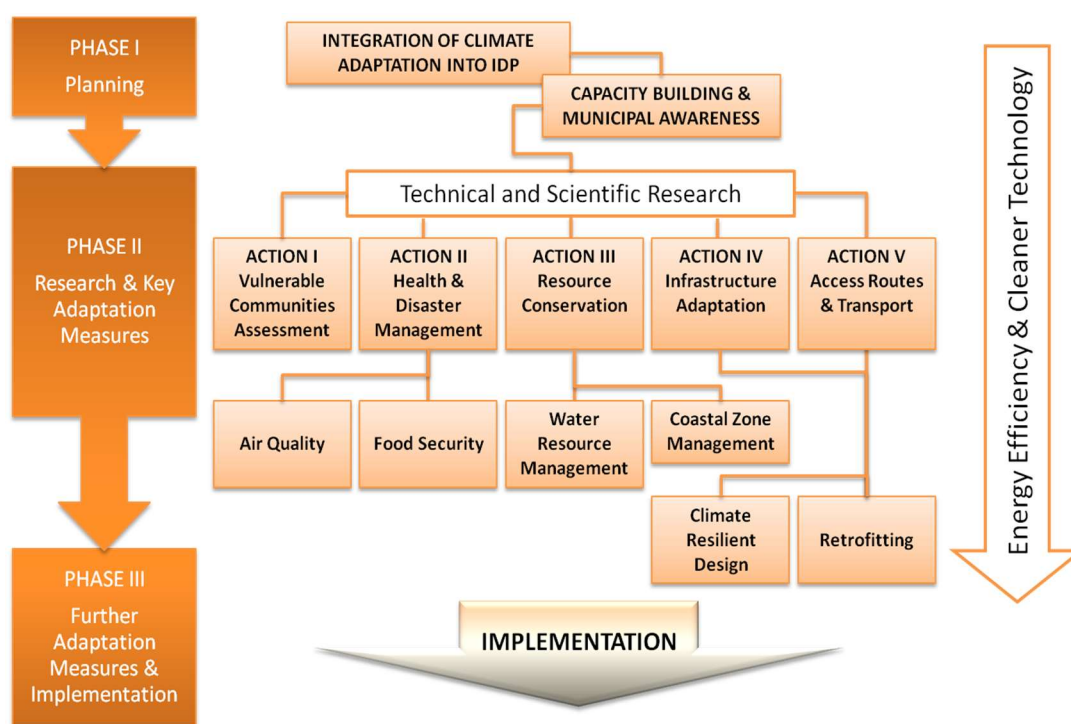 PHASE I
Planning
INTEGRATION OF CLIMATE
ADAPTATION INTO IDP
CAPACITY BUILDING &
MUNICIPAL AWARENESS
Technical and Scientific Research
PHASE II
Research & Key
Adaptation
Measures
ACTION I
Vulnerable
Communities
Assessment
ACTION II
Health &
Disaster
Management
ACTION III
Resource
Conservation
ACTION IV
Infrastructure
Adaptation
ACTION V
Access Routes
& Transport
Air Quality
Food Security
Water
Resource
Management
Coastal Zone
Management
Climate
Resilient
Design
Retrofitting
PHASE III
Further
Adaptation
Measures &
Implementation
IMPLEMENTATION
Energy Efficiency & Cleaner Technology